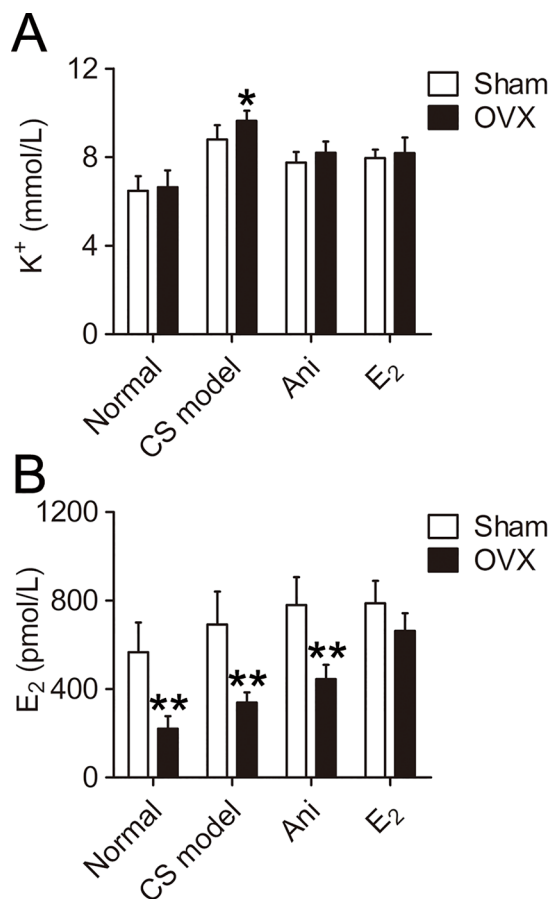 A
12
8
4
0
K⁺ (mmol/L)
*
Sham
OVX
Normal
CS model
Ani
E₂
B
1200
800
400
0
E₂ (pmol/L)
**
**
**
Sham
OVX
Normal
CS model
Ani
E₂